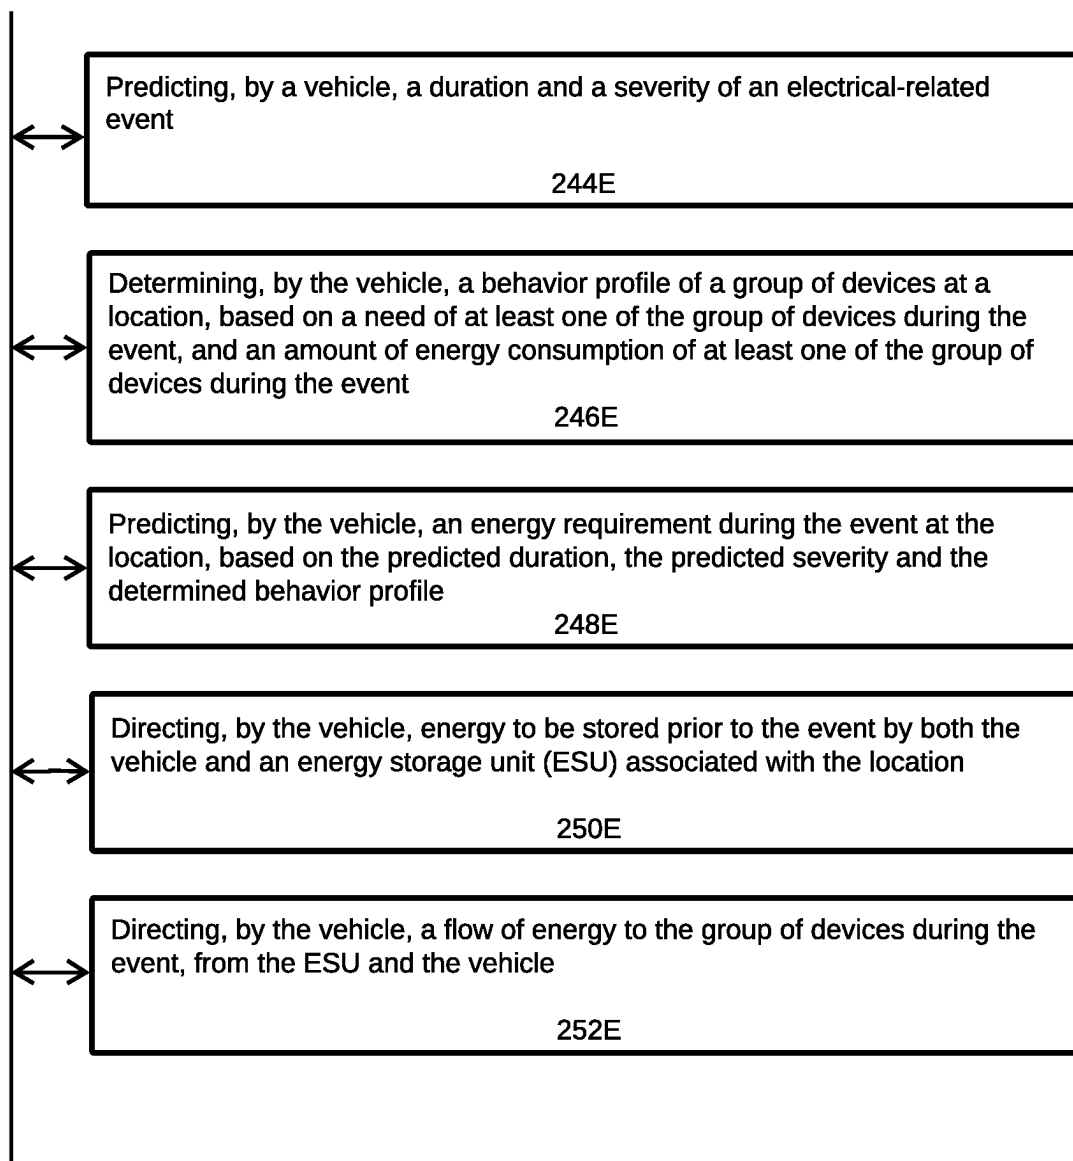 Predicting, by a vehicle, a duration and a severity of an electrical-related
event
244E
Determining, by the vehicle, a behavior profile of a group of devices at a
location, based on a need of at least one of the group of devices during the
event, and an amount of energy consumption of at least one of the group of
devices during the event
246E
Predicting, by the vehicle, an energy requirement during the event at the
location, based on the predicted duration, the predicted severity and the
determined behavior profile
248E
Directing, by the vehicle, energy to be stored prior to the event by both the
vehicle and an energy storage unit (ESU) associated with the location
250E
Directing, by the vehicle, a flow of energy to the group of devices during the
event, from the ESU and the vehicle
252E